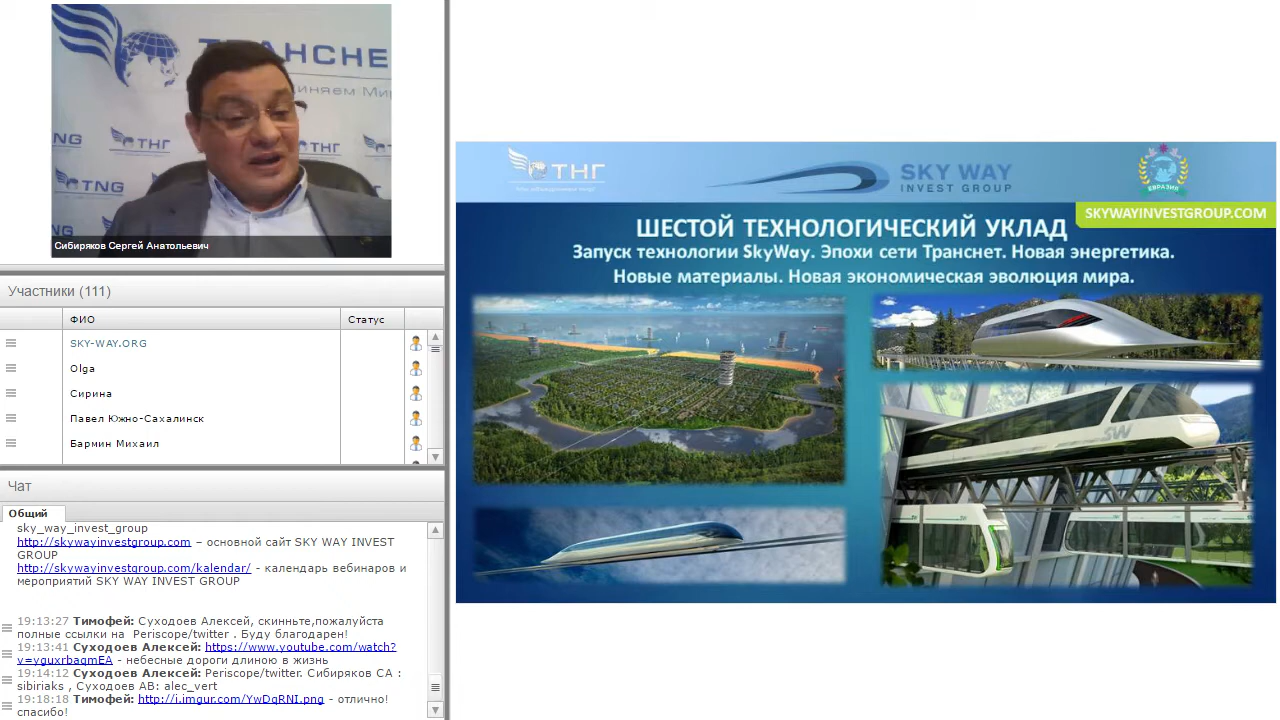 ТРАНСНЕ
диняем Мир
NG
ТНГ
TNG
ТНГ
Сибиряков Сергей Анатольевич
Участники (111)
ФИО
Статус
SKY-WAY.ORG
Olga
Сирина
Павел Южно-Сахалинск
Бармин Михаил
Чат
Общий
sky_way_invest_group
http://skywayinvestgroup.com – основной сайт SKY WAY INVEST
GROUP
http://skywayinvestgroup.com/kalendar/ - календарь вебинаров и
мероприятий SKY WAY INVEST GROUP
19:13:27 Тимофей: Суходоев Алексей, скинньте,пожалуйста
полные ссылки на Periscope/twitter . Буду благодарен!
19:13:41 Суходоев Алексей: https://www.youtube.com/watch?
v=yguxrbaqmEA - небесные дороги длиною в жизнь
19:14:12 Суходоев Алексей: Periscope/twitter. Сибиряков СА :
sibiriaks , Суходоев АВ: alec_vert
19:18:18 Тимофей: http://i.imgur.com/YwDqRNI.png - отлично!
спасибо!
ТНГ
SKY WAY
INVEST GROUP
ЕВРАЗИЯ
SKYWAYINVESTGROUP.COM
ШЕСТОЙ ТЕХНОЛОГИЧЕСКИЙ УКЛАД
Запуск технологии SkyWay. Эпохи сети Транснет. Новая энергетика.
Новые материалы. Новая экономическая эволюция мира.
SW